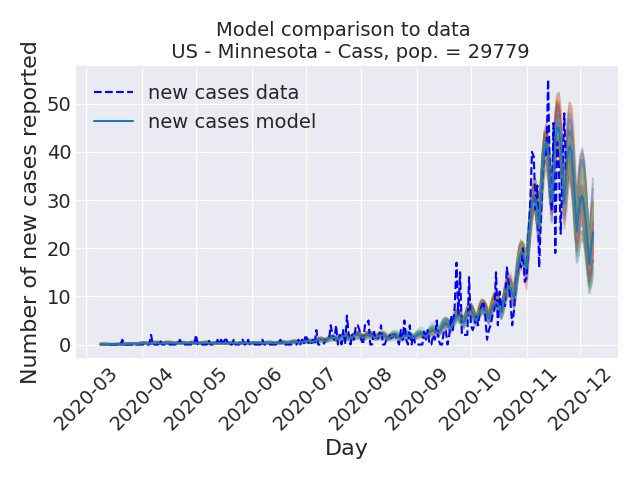 Model comparison to data
US - Minnesota - Cass, pop. = 29779
Number of new cases reported
50
40
30
20
10
0
new cases data
new cases model
2020-03
2020-04
2020-05
2020-06
2020-07
2020-08
2020-09
2020-10
2020-11
2020-12
Day